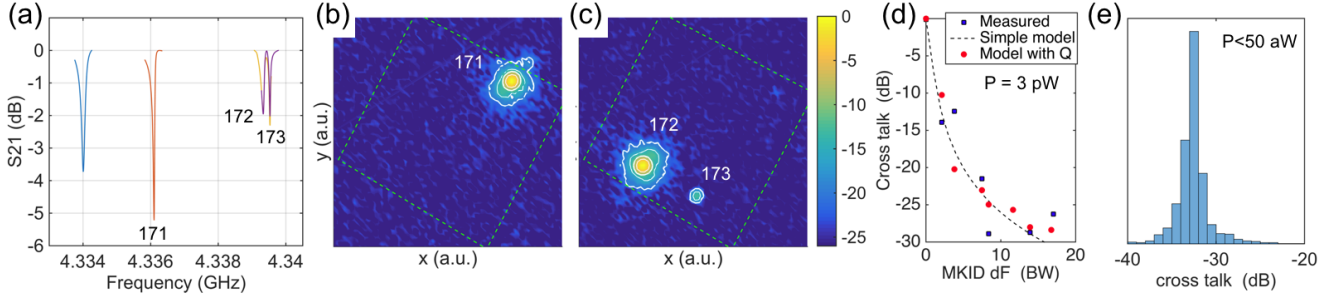 (a)
S21 (dB)
0
-1
-2
-3
-4
-5
-6
172
173
171
4.334
4.336
4.338
4.34
Frequency (GHz)
(b)
171
y (a.u.)
x (a.u.)
(c)
172
173
x (a.u.)
0
-5
-10
-15
-20
-25
(d)
Measured
Simple model
Model with Q
P = 3 pW
Cross talk (dB)
0
-5
-10
-15
-20
-25
-30
0
5
10
15
MKID dF (BW)
(e)
P<50 aW
-40
-30
-20
cross talk (dB)